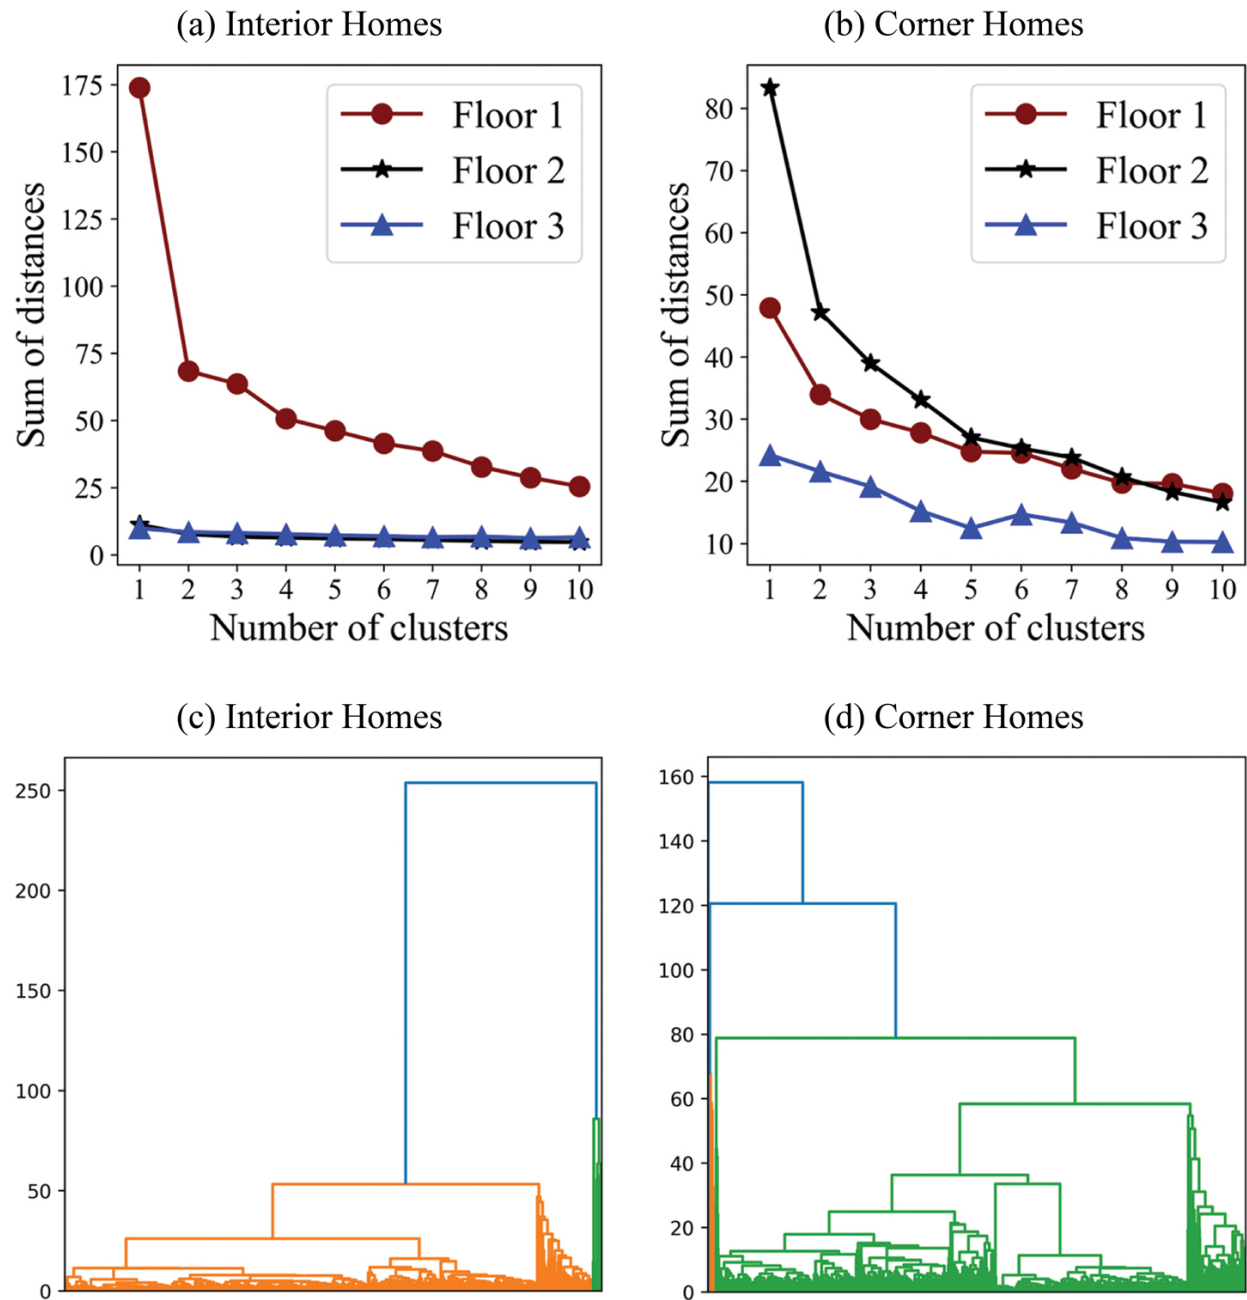 (a) Interior Homes
175
150
125
100
75
50
25
0
Sum of distances
Floor 1
Floor 2
Floor 3
1 2 3 4 5 6 7 8 9 10
Number of clusters
(b) Corner Homes
80
70
60
50
40
30
20
10
Sum of distances
Floor 1
Floor 2
Floor 3
1 2 3 4 5 6 7 8 9 10
Number of clusters
(c) Interior Homes
250
200
150
100
50
0
(d) Corner Homes
160
140
120
100
80
60
40
20
0